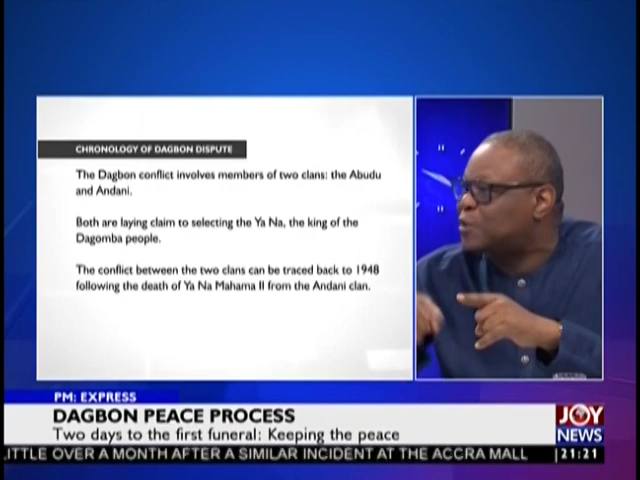 CHRONOLOGY OF DAGBON DISPUTE
The Dagbon conflict involves members of two clans: the Abudu
and Andani.
Both are laying claim to selecting the Ya Na, the king of the
Dagomba people.
The conflict between the two clans can be traced back to 1948
following the death of Ya Na Mahama II from the Andani clan.
PM: EXPRESS
DAGBON PEACE PROCESS
Two days to the first funeral: Keeping the peace
JOY
NEWS
LITTLE OVER A MONTH AFTER A SIMILAR INCIDENT AT THE ACCRA MALL
21:21